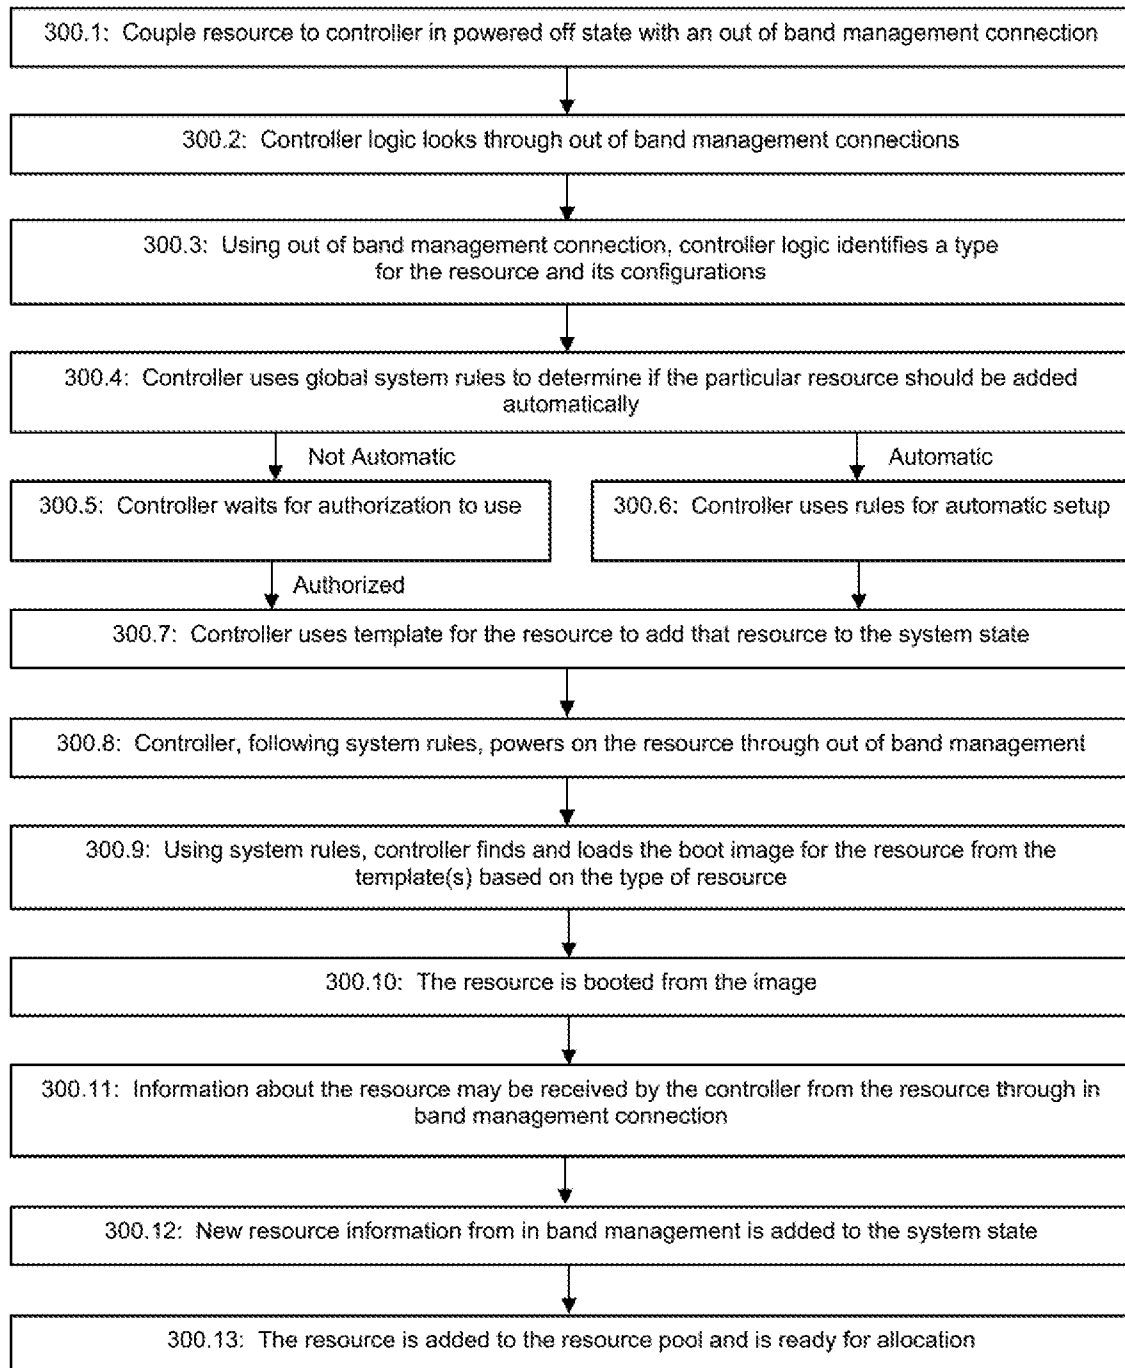 300.1: Couple resource to controller in powered off state with an out of band management connection
300.2: Controller logic looks through out of band management connections
300.3: Using out of band management connection, controller logic identifies a type
for the resource and its configurations
300.4: Controller uses global system rules to determine if the particular resource should be added
automatically
Not Automatic
Automatic
300.5: Controller waits for authorization to use
300.6: Controller uses rules for automatic setup
Authorized
300.7: Controller uses template for the resource to add that resource to the system state
300.8: Controller, following system rules, powers on the resource through out of band management
300.9: Using system rules, controller finds and loads the boot image for the resource from the
template(s) based on the type of resource
300.10: The resource is booted from the image
300.11: Information about the resource may be received by the controller from the resource through in
band management connection
300.12: New resource information from in band management is added to the system state
300.13: The resource is added to the resource pool and is ready for allocation